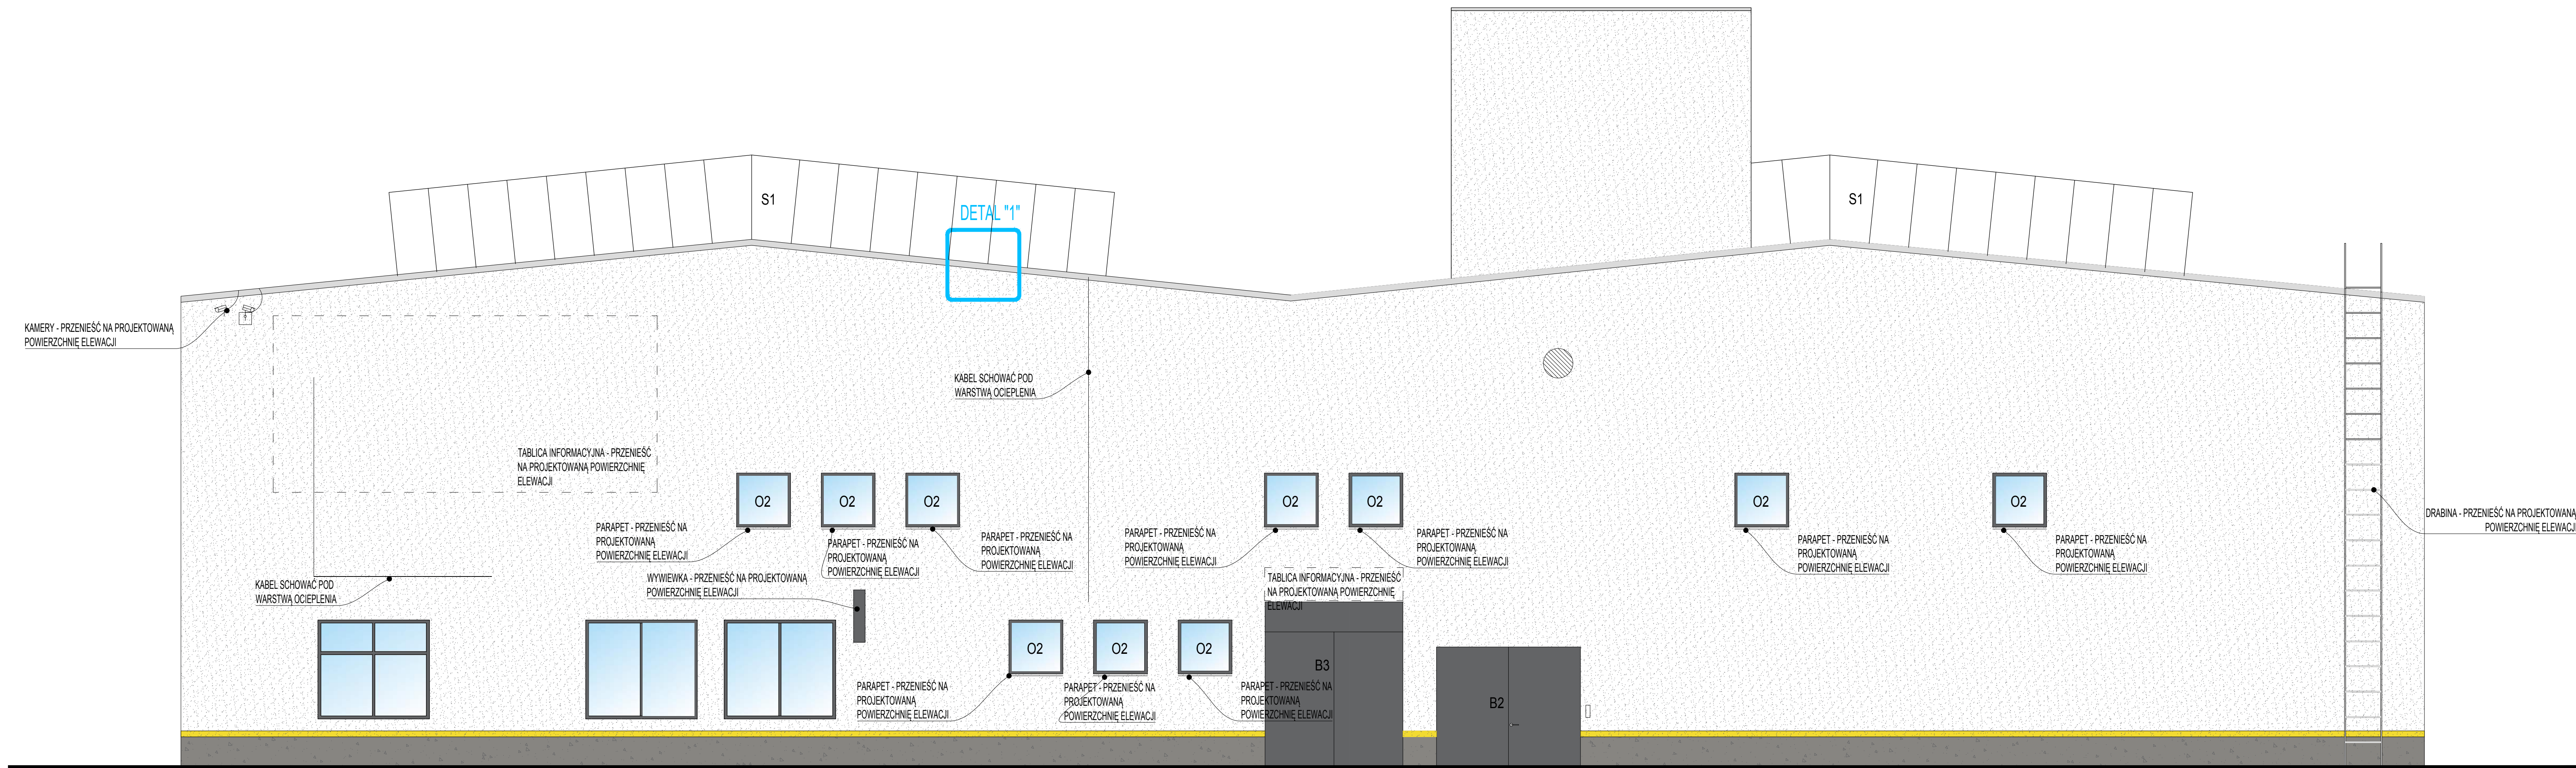 S1
S1
DETAL "1"
KAMERY - PRZENIEŚĆ NA PROJEKTOWANĄ
POWIERZCHNIĘ ELEWACJI
KABEL SCHOWAĆ POD
WARSTWĄ OCIEPLENIA
TABLICA INFORMACYJNA - PRZENIEŚĆ
NA PROJEKTOWANĄ POWIERZCHNIĘ
ELEWACJI
O2
O2
O2
O2
O2
O2
O2
DRABINA - PRZENIEŚĆ NA PROJEKTOWANĄ
POWIERZCHNIĘ ELEWACJI
PARAPET - PRZENIEŚĆ NA
PROJEKTOWANĄ
POWIERZCHNIĘ ELEWACJI
PARAPET - PRZENIEŚĆ NA
PROJEKTOWANĄ
POWIERZCHNIĘ ELEWACJI
PARAPET - PRZENIEŚĆ NA
PROJEKTOWANĄ
POWIERZCHNIĘ ELEWACJI
PARAPET - PRZENIEŚĆ NA
PROJEKTOWANĄ
POWIERZCHNIĘ ELEWACJI
PARAPET - PRZENIEŚĆ NA
PROJEKTOWANĄ
POWIERZCHNIĘ ELEWACJI
PARAPET - PRZENIEŚĆ NA
PROJEKTOWANĄ
POWIERZCHNIĘ ELEWACJI
PARAPET - PRZENIEŚĆ NA
PROJEKTOWANĄ
POWIERZCHNIĘ ELEWACJI
KABEL SCHOWAĆ POD
WARSTWĄ OCIEPLENIA
WYWIEWKA - PRZENIEŚĆ NA PROJEKTOWANĄ
POWIERZCHNIĘ ELEWACJI
TABLICA INFORMACYJNA - PRZENIEŚĆ
NA PROJEKTOWANĄ POWIERZCHNIĘ
ELEWACJI
O2
O2
O2
B3
B2
PARAPET - PRZENIEŚĆ NA
PROJEKTOWANĄ
POWIERZCHNIĘ ELEWACJI
PARAPET - PRZENIEŚĆ NA
PROJEKTOWANĄ
POWIERZCHNIĘ ELEWACJI
PARAPET - PRZENIEŚĆ NA
PROJEKTOWANĄ
POWIERZCHNIĘ ELEWACJI